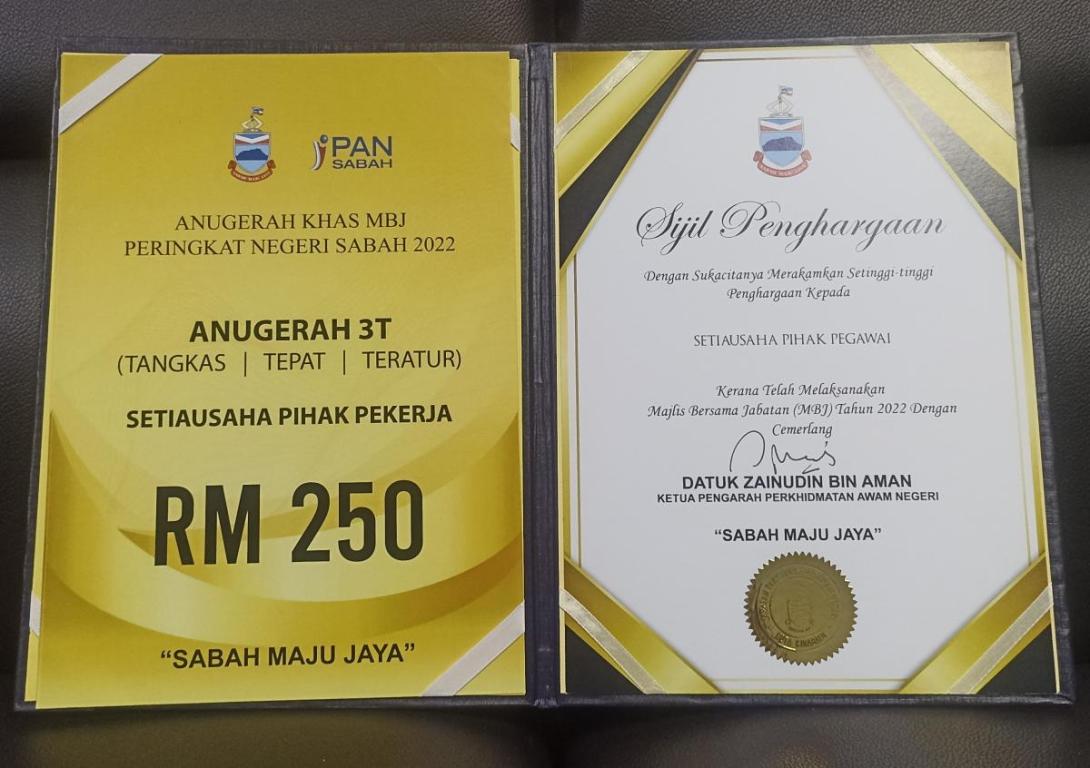 iPAN
SABAH
ANUGERAH KHAS MBJ
PERINGKAT NEGERI SABAH 2022
ANUGERAH 3T
(TANGKAS | TEPAT | TERATUR)
SETIAUSAHA PIHAK PEKERJA
RM 250
“SABAH MAJU JAYA”
Sijil Penghargaan
Dengan Sukacitanya Merakamkan Setinggi-tinggi
Penghargaan Kepada
SETIAUSAHA PIHAK PEGAWAI
Kerana Telah Melaksanakan
Majlis Bersama Jabatan (MBJ) Tahun 2022 Dengan
Cemerlang
DATUK ZAINUDIN BIN AMAN
KETUA PENGARAH PERKHIDMATAN AWAM NEGERI
“SABAH MAJU JAYA”